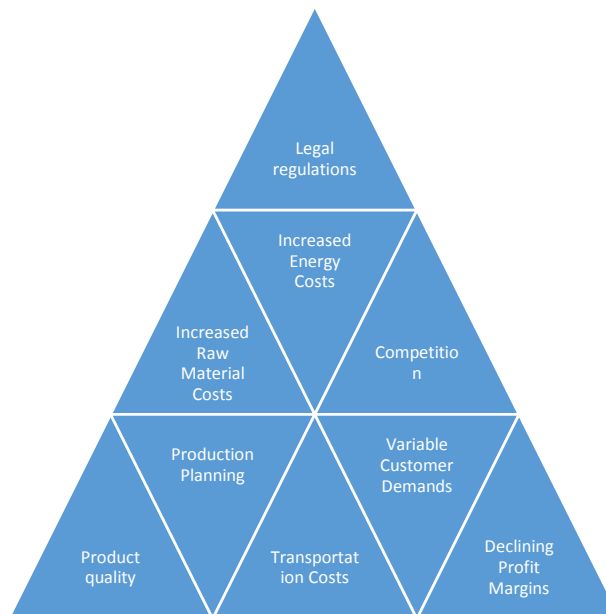 Legal
regulations
Increased
Energy
Costs
Increased
Raw
Material
Costs
Competitio
n
Production
Planning
Variable
Customer
Demands
Product
quality
Transportat
ion Costs
Declining
Profit
Margins